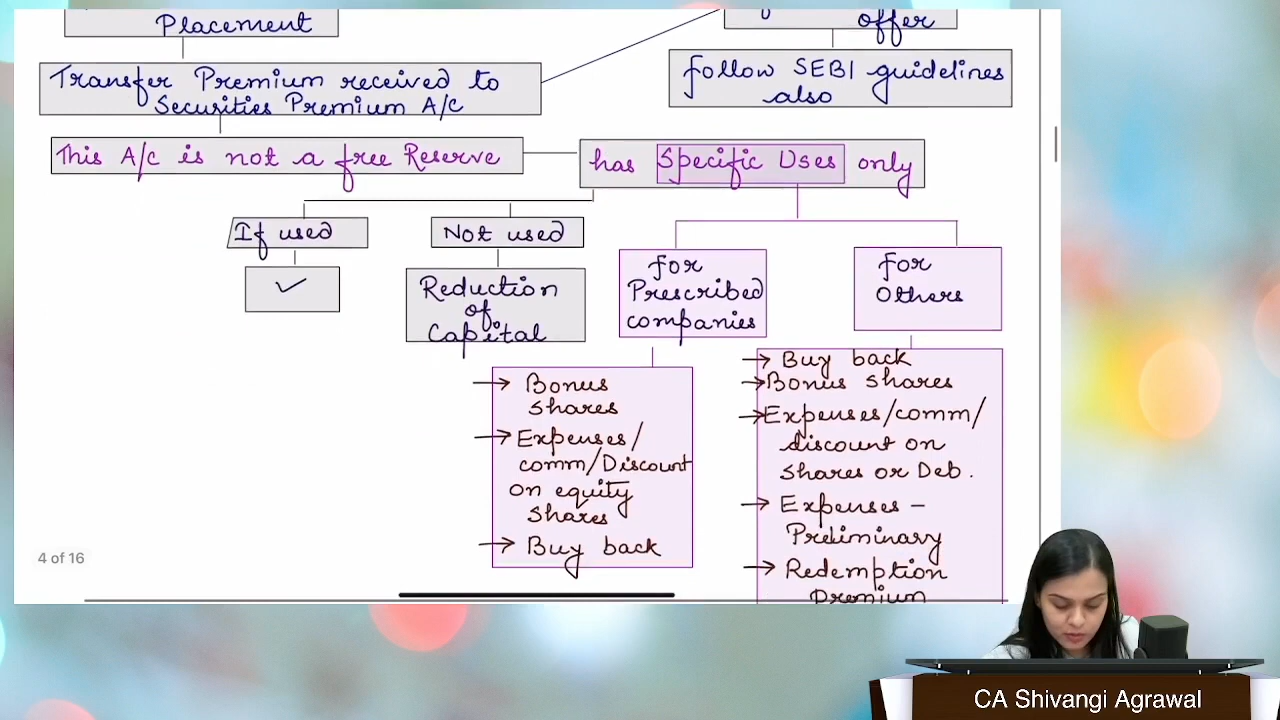 Placement
offer
Transfer Premium received to
Securities Premium A/C
follow SEBI guidelines
also
This A/c is not a free Reserve
has Specific Uses only
If used
Not used
✓
Reduction
of
Capital
for
Prescribed
companies
for
Others
→ Bonus
shares
→ Expenses/
comm/Discount
on equity
Shares
→ Buy back
→ Buy back
→ Bonus shares
→ Expenses/comm/
discount on
shares or Deb.
→ Expenses –
Preliminary
→ Redemption
Premium
4 of 16
CA Shivangi Agrawal